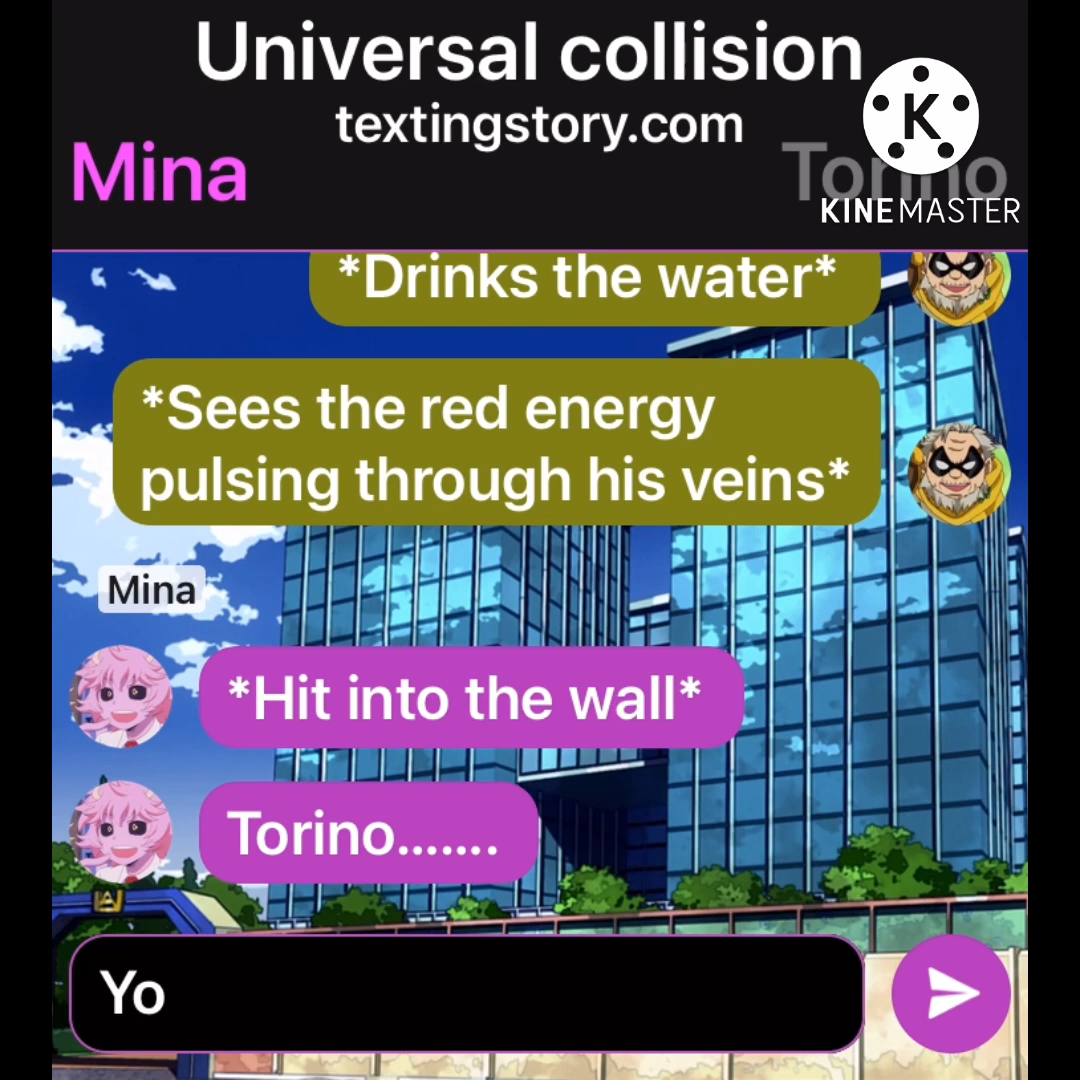 Universal collision
textingstory.com
Mina
Torino
K
KINEMASTER
*Drinks the water*
*Sees the red energy
pulsing through his veins*
Mina
*Hit into the wall*
Torino.......
Yo